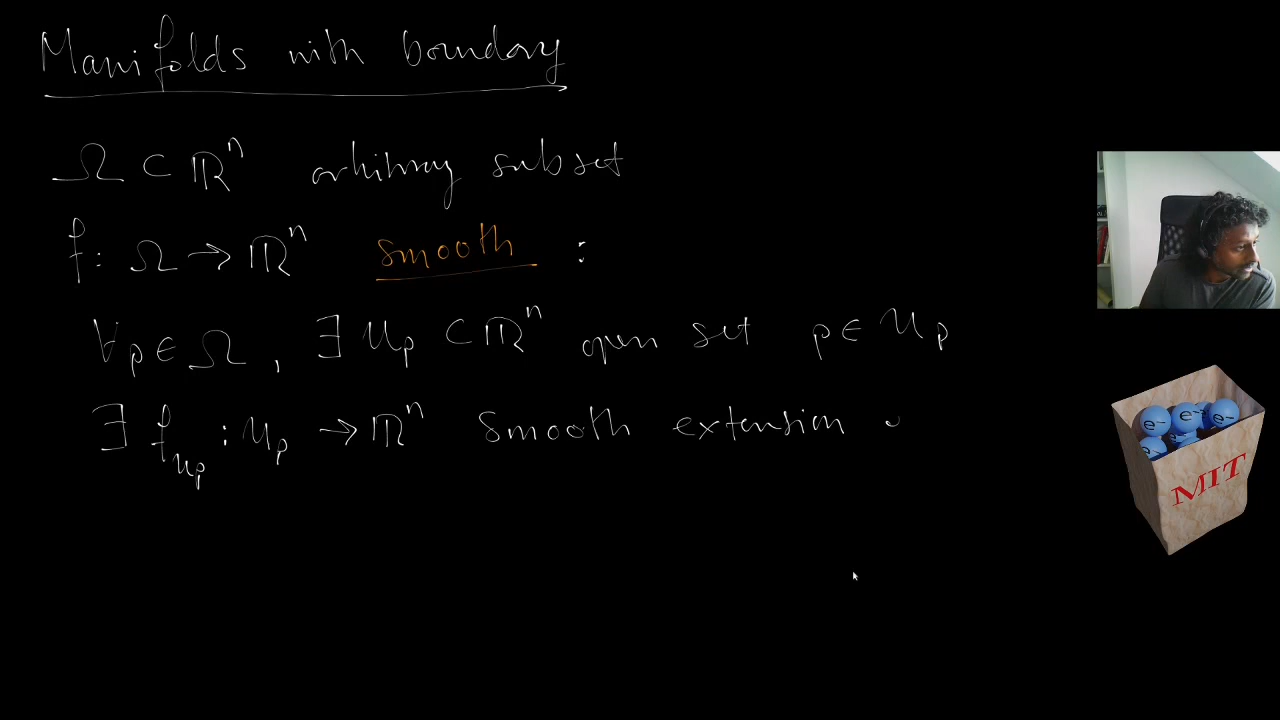 Manifolds with boundary
Ω ⊂ ℝⁿ arbitrary subset
f: Ω → ℝⁿ smooth :
∀p ∈ Ω, ∃ U_p ⊂ ℝⁿ open set p ∈ U_p
∃ f_{U_p} : U_p → ℝⁿ smooth extension
e⁻ e⁻ e⁻
e⁻
MIT